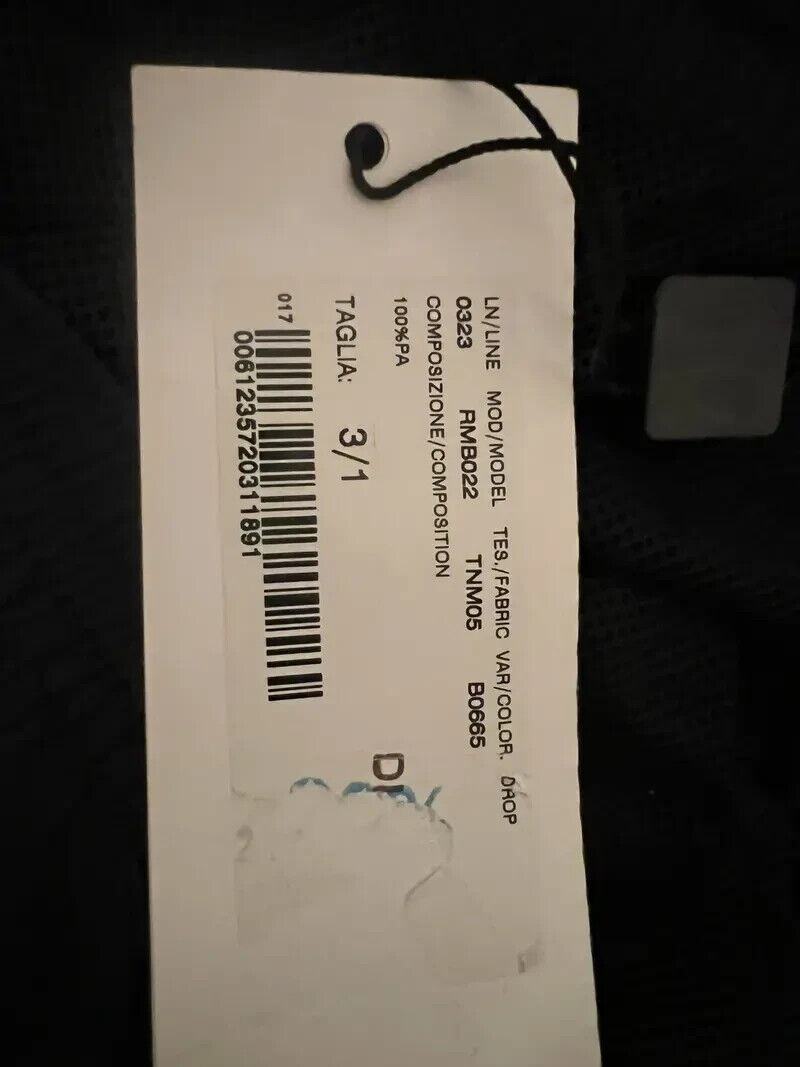 LN/LINE MOD/MODEL TES./FABRIC VAR/COLOR. DROP
0323 RMB022 TNM05 B0665
COMPOSIZIONE/COMPOSITION
100%PA
TAGLIA: 3/1
017
0061235720311891